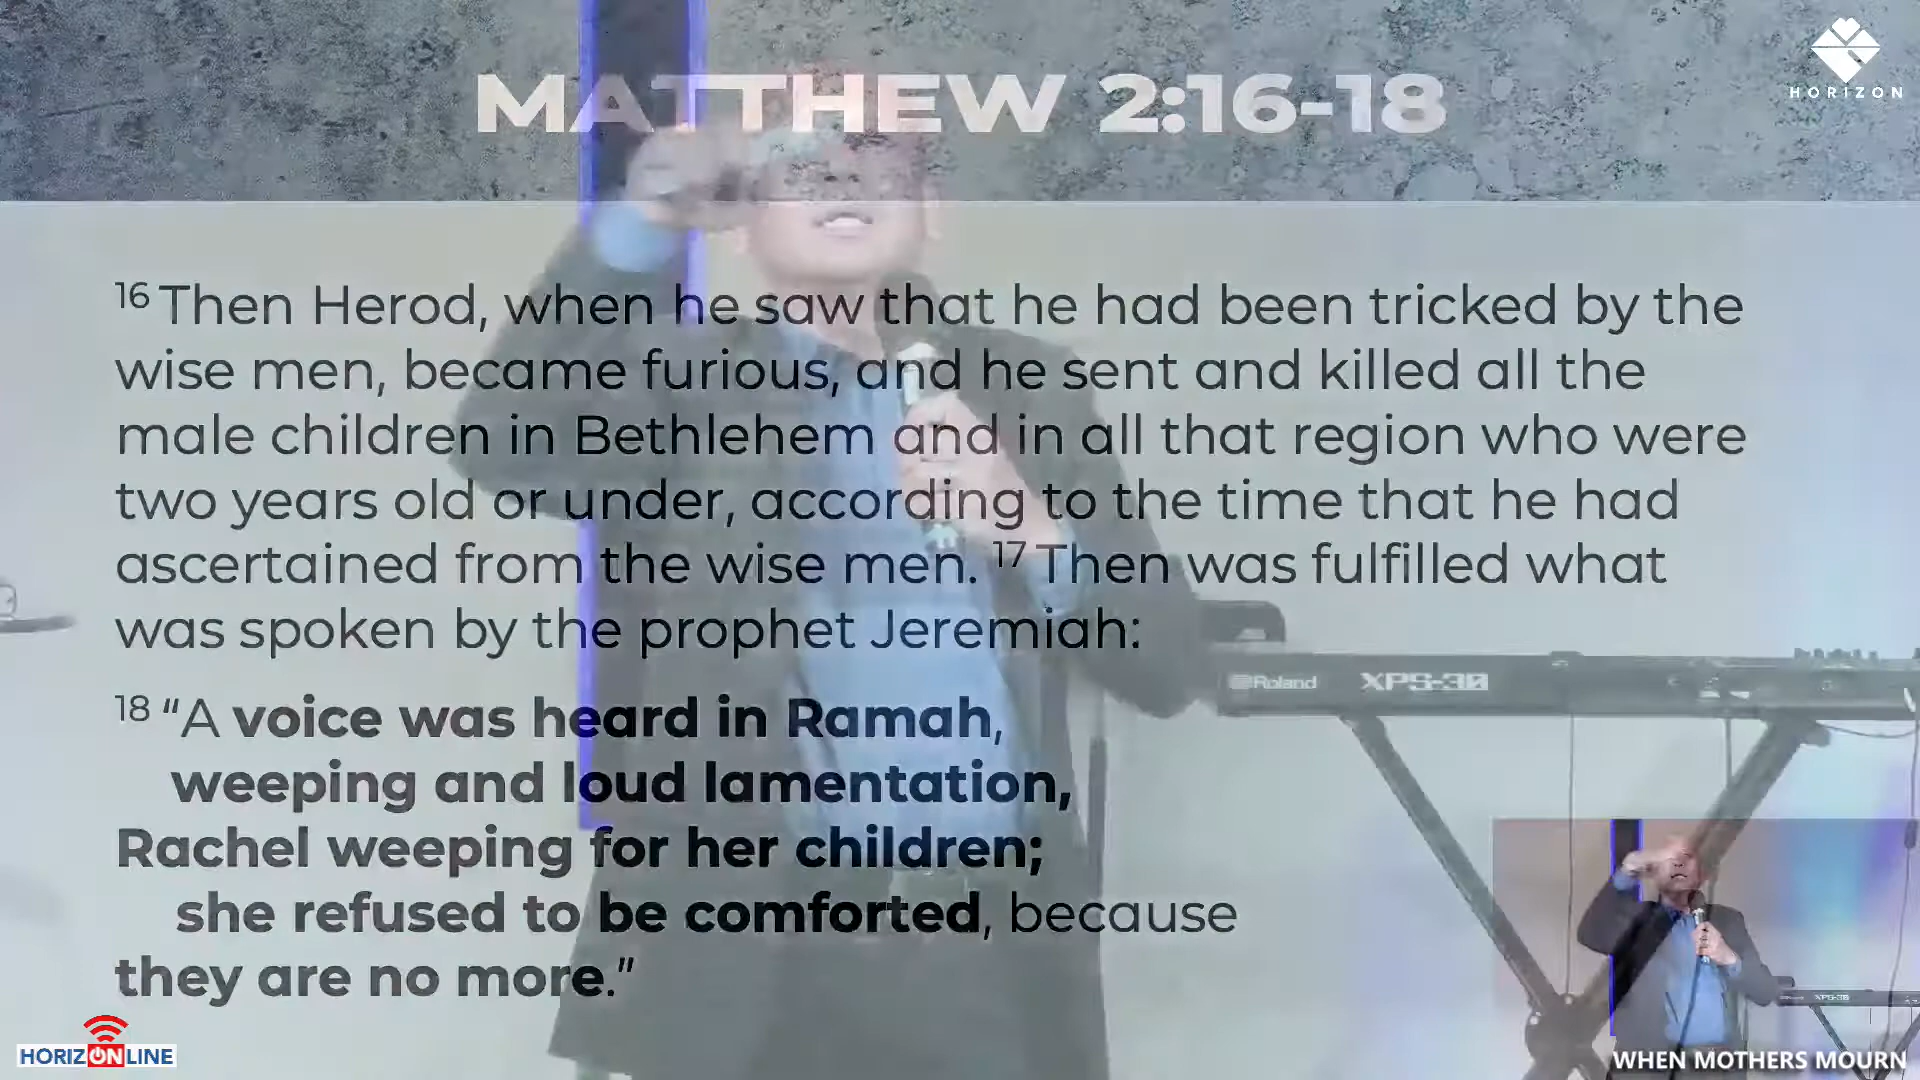 MATTHEW 2:16-18
HORIZON
16 Then Herod, when he saw that he had been tricked by the
wise men, became furious, and he sent and killed all the
male children in Bethlehem and in all that region who were
two years old or under, according to the time that he had
ascertained from the wise men. 17 Then was fulfilled what
was spoken by the prophet Jeremiah:
18 “A voice was heard in Ramah,
weeping and loud lamentation,
Rachel weeping for her children;
she refused to be comforted, because
they are no more.”
Roland XPS-30
XPS-30
HORIZONLINE
WHEN MOTHERS MOURN